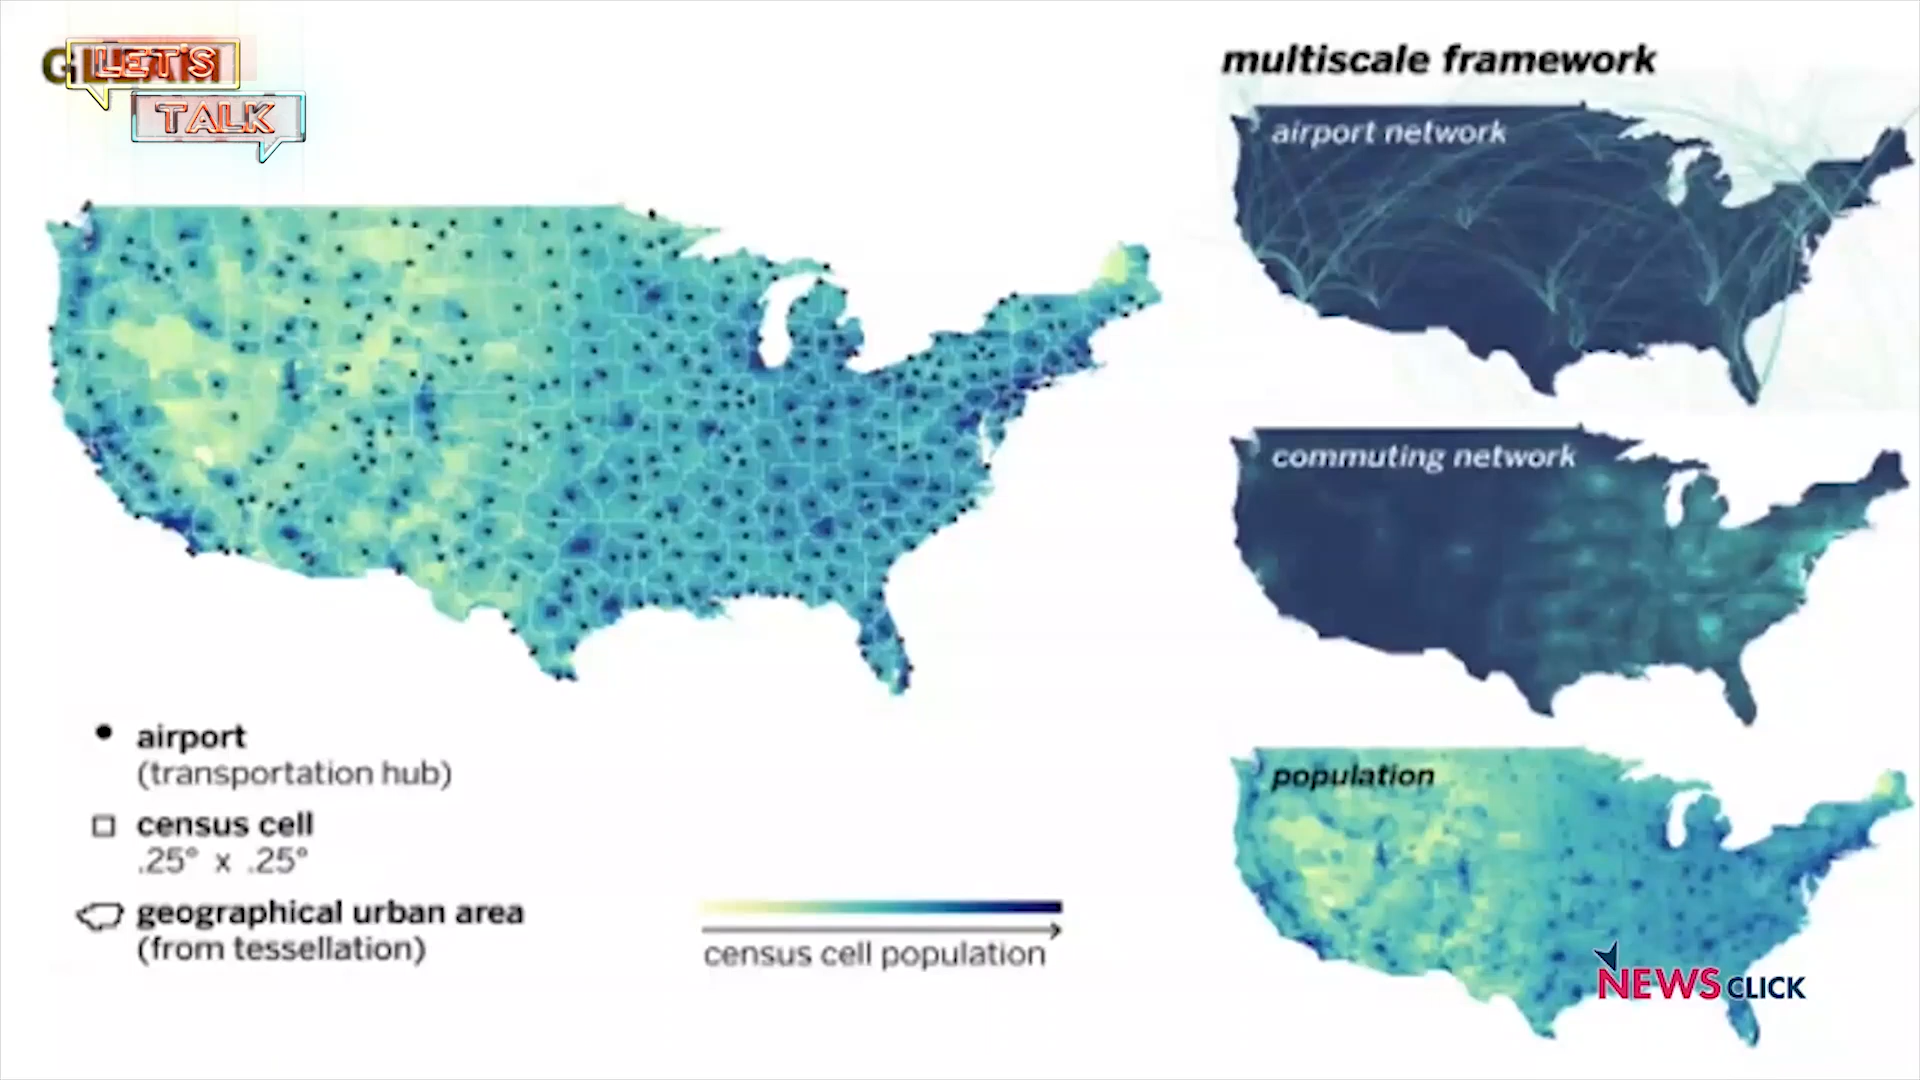 LET'S
TALK
multiscale framework
airport network
commuting network
population
airport
(transportation hub)
census cell
.25° x .25°
geographical urban area
(from tessellation)
census cell population
NEWSCLICK